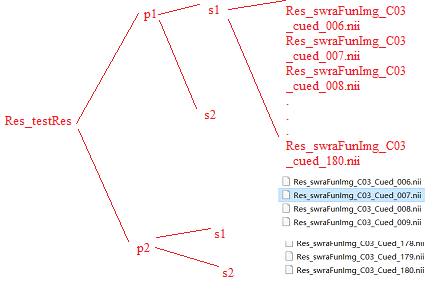 p1
s1
Res_swraFunImg_C03
_cued_006.nii
Res_swraFunImg_C03
_cued_007.nii
Res_swraFunImg_C03
_cued_008.nii
.
.
.
Res_swraFunImg_C03
_cued_180.nii
s2
Res_testRes
p2
s1
s2
Res_swraFunImg_C03_Cued_006.nii
Res_swraFunImg_C03_Cued_007.nii
Res_swraFunImg_C03_Cued_008.nii
Res_swraFunImg_C03_Cued_009.nii
Res_swraFunImg_C03_Cued_178.nii
Res_swraFunImg_C03_Cued_179.nii
Res_swraFunImg_C03_Cued_180.nii